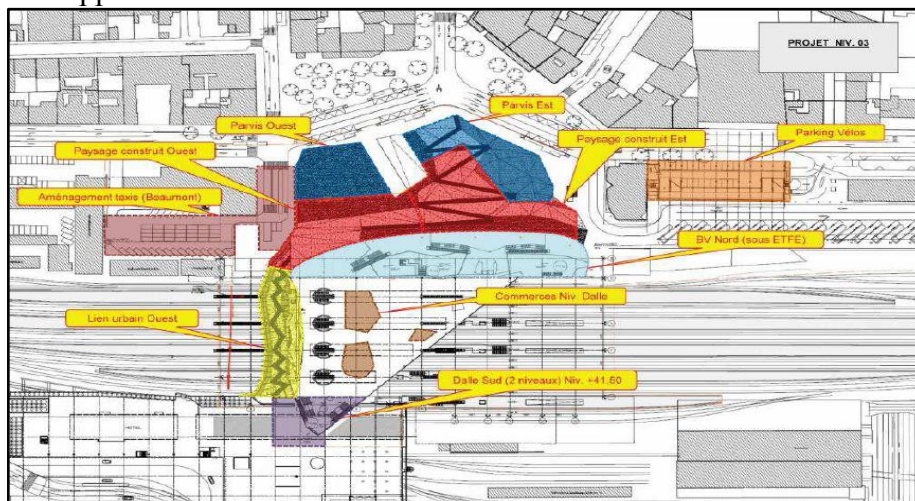 PROJET NIV. 03
Parvis Est
Parvis Ouest
Paysage construit Est
Parking Vélos
Paysage construit Ouest
Aménagement taxis (Beaumont)
BV Nord (sous ETFE)
Commerces Niv. Dalle
Lien urbain Ouest
Dalle Sud (2 niveaux) Niv. +41.60